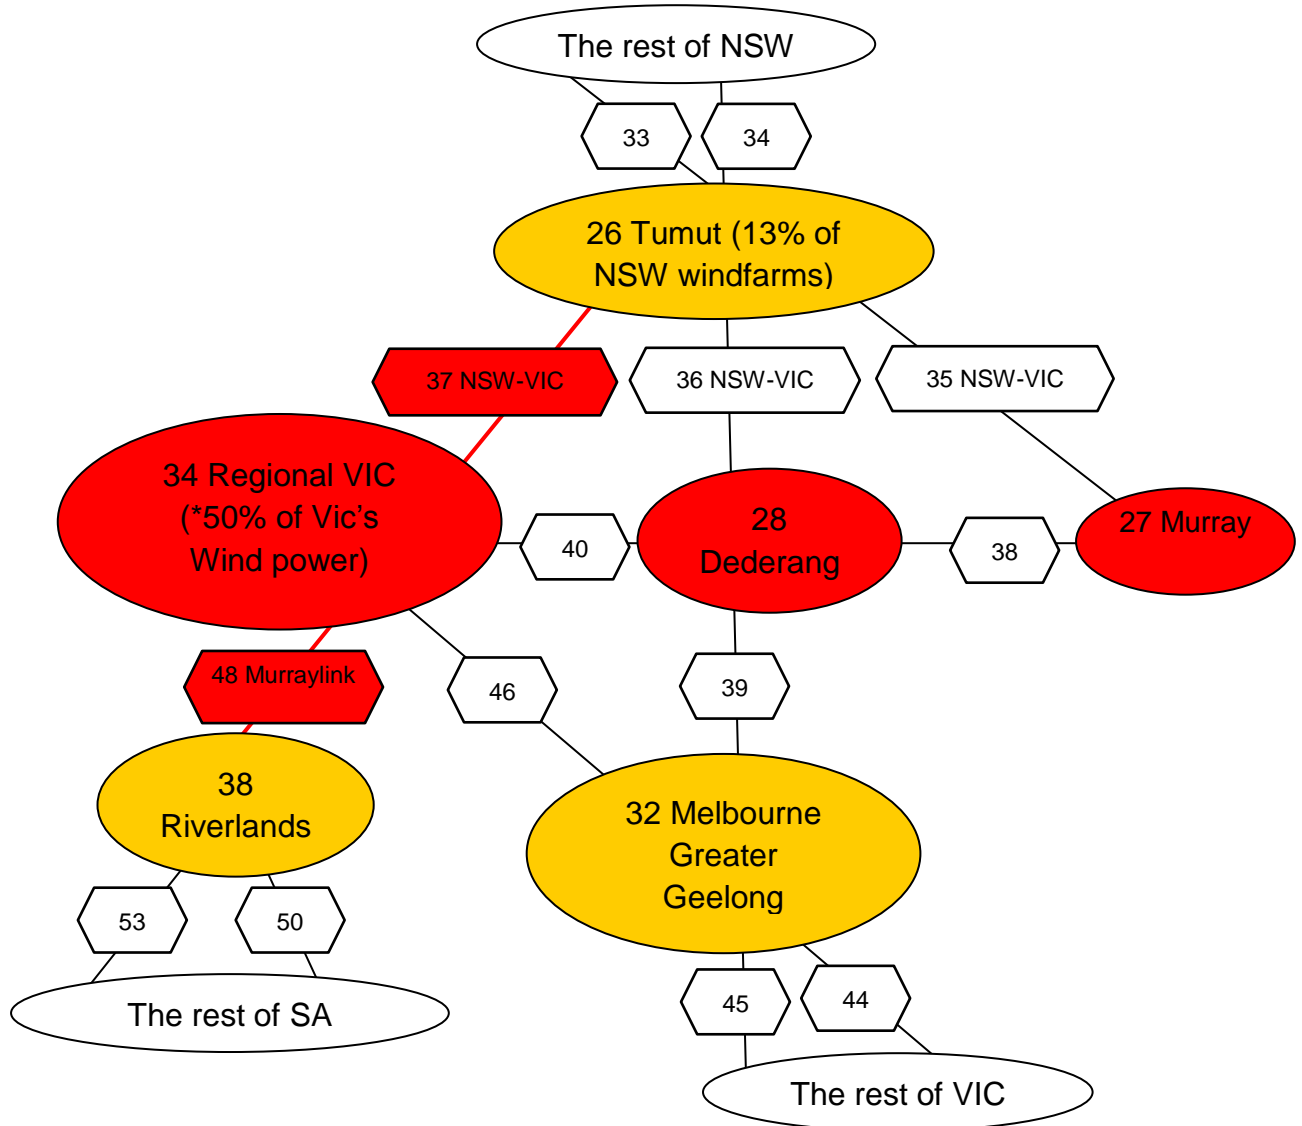 The rest of NSW
33
34
26 Tumut (13% of
NSW windfarms)
37 NSW-VIC
36 NSW-VIC
35 NSW-VIC
34 Regional VIC
(*50% of Vic's
Wind power)
40
28
Dederang
38
27 Murray
48 Murraylink
46
39
38
Riverlands
32 Melbourne
Greater
Geelong
53
50
The rest of SA
45
44
The rest of VIC